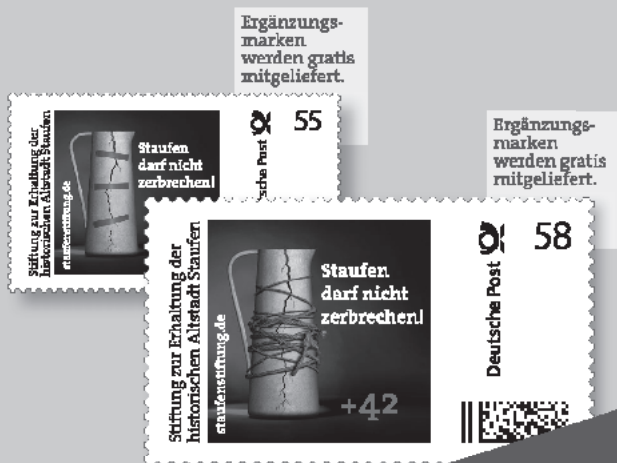 Ergänzungs-
marken
werden gratis
mitgeliefert.
Ergänzungs-
marken
werden gratis
mitgeliefert.
Stiftung zur Erhaltung der
historischen Altstadt Staufen
staufenstiftung.de
Staufen
darf nicht
zerbrechen!
tsche Post
55
Stiftung zur Erhaltung der
historischen Altstadt Staufen
staufenstiftung.de
Staufen
darf nicht
zerbrechen!
+42
Deutsche Post
58